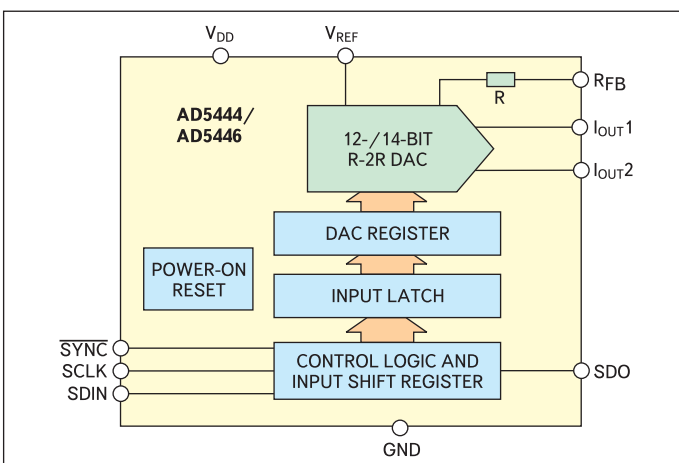 VDD
VREF
AD5444/
AD5446
R
RFB
12-/14-BIT
R-2R DAC
IOUT1
IOUT2
DAC REGISTER
POWER-ON
RESET
INPUT LATCH
SYNC
SCLK
SDIN
CONTROL LOGIC AND
INPUT SHIFT REGISTER
SDO
GND